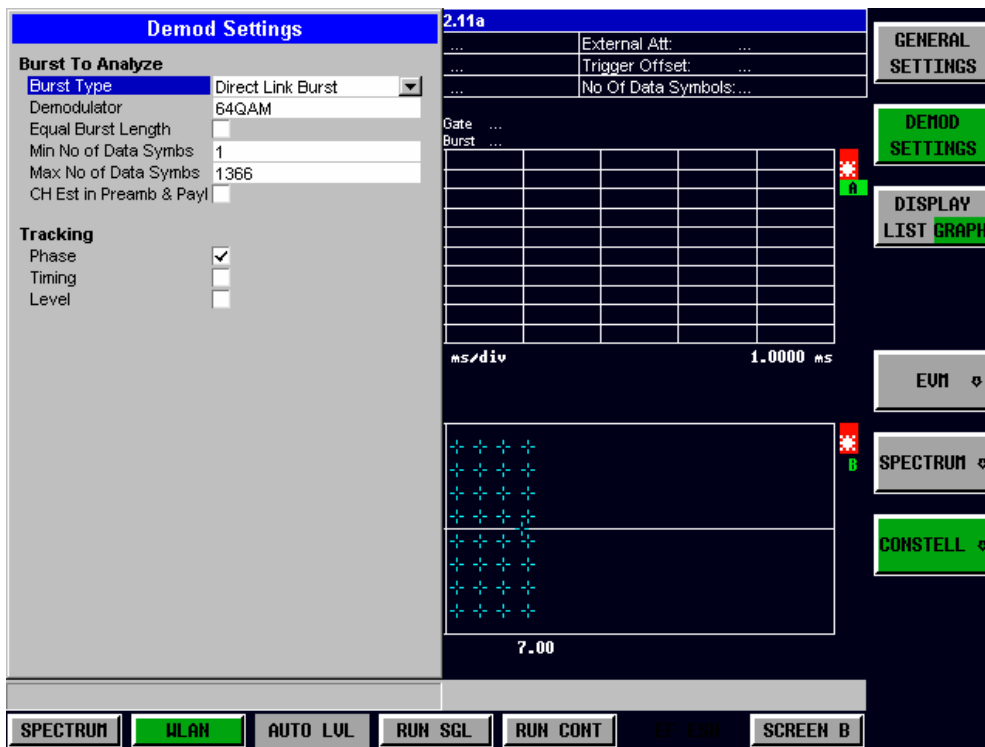 Demod Settings
Burst To Analyze
Burst Type Direct Link Burst
Demodulator 64QAM
Equal Burst Length
Min No of Data Symbs 1
Max No of Data Symbs 1366
CH Est in Preamb & Payl
Tracking
Phase
Timing
Level
2.11a
... External Att: ...
... Trigger Offset: ...
... No Of Data Symbols: ...
Gate ...
Burst ...
A
ms/div 1.0000 ms
B
7.00
GENERAL
SETTINGS
DEMOD
SETTINGS
DISPLAY
LIST GRAPH
EVM
SPECTRUM
CONSTELL
SPECTRUM WLAN AUTO LVL RUN SGL RUN CONT SCREEN B